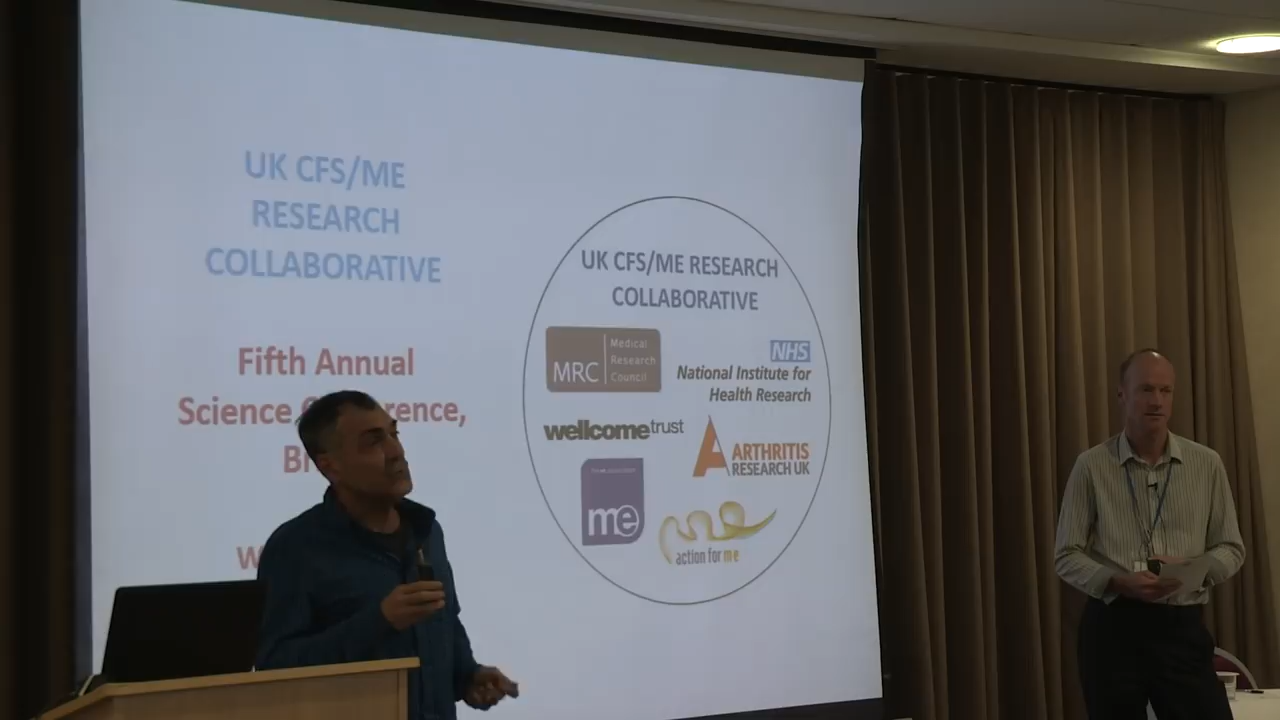 UK CFS/ME
RESEARCH
COLLABORATIVE
Fifth Annual
Science
UK CFS/ME RESEARCH
COLLABORATIVE
MRC
Medical
Research
Council
NHS
National Institute for
Health Research
wellcometrust
ARTHRITIS
RESEARCH UK
me
me
action for me